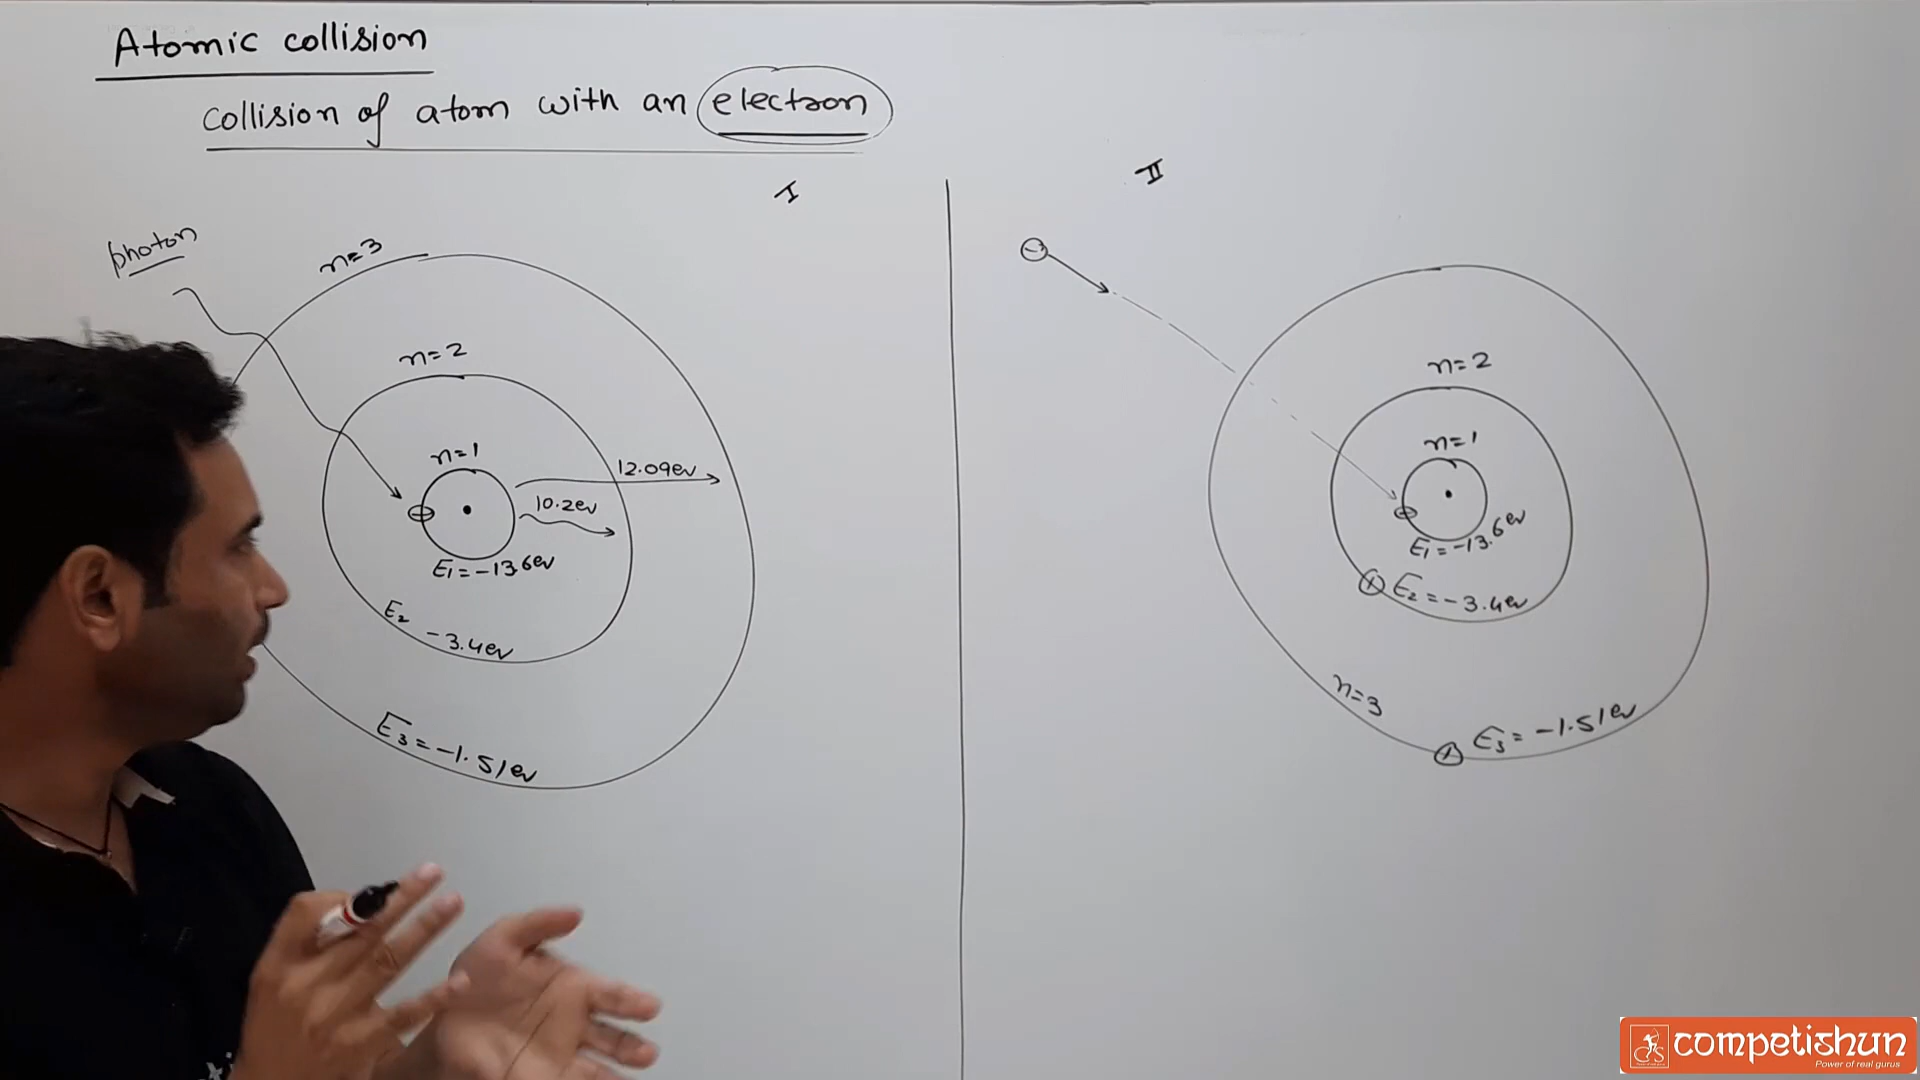 Atomic collision
collision of atom with an electron
I
photon
n=3
n=2
n=1
12.09ev
10.2ev
E1 = -13.6ev
E2 -3.4ev
E3 = -1.51ev
II
n=2
n=1
E1 = -13.6ev
E2 = -3.4ev
n=3
E3 = -1.51ev
competishun
Power of real gurus